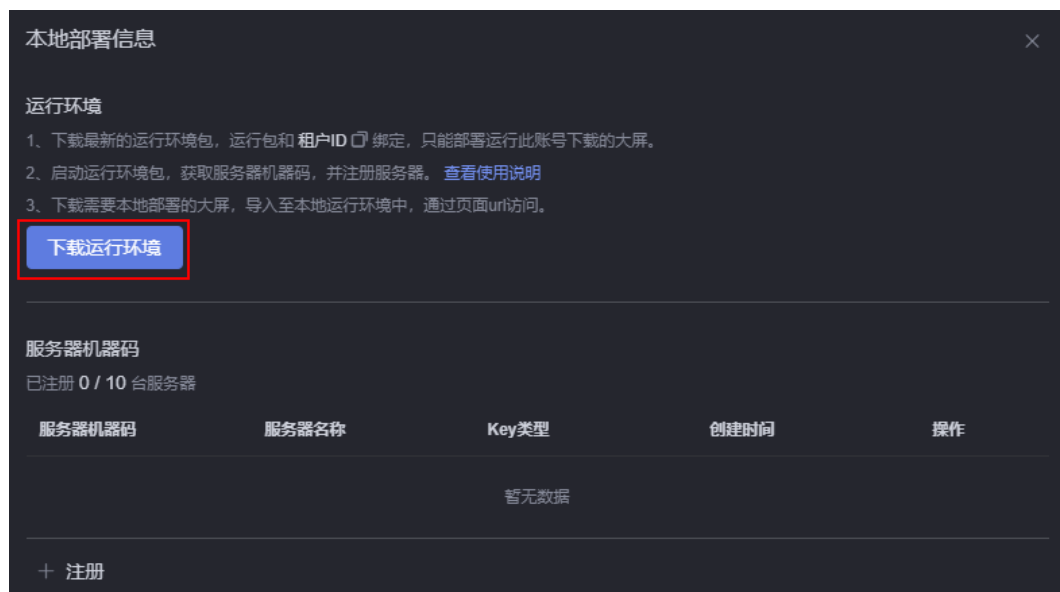 本地部署信息
运行环境
1、下载最新的运行环境包，运行包和 租户ID 绑定，只能部署运行此账号下载的大屏。
2、启动运行环境包，获取服务器机器码，并注册服务器。 查看使用说明
3、下载需要本地部署的大屏，导入至本地运行环境中，通过页面url访问。
下载运行环境
服务器机器码
已注册 0 / 10 台服务器
服务器机器码 服务器名称 Key类型 创建时间 操作
暂无数据
注册